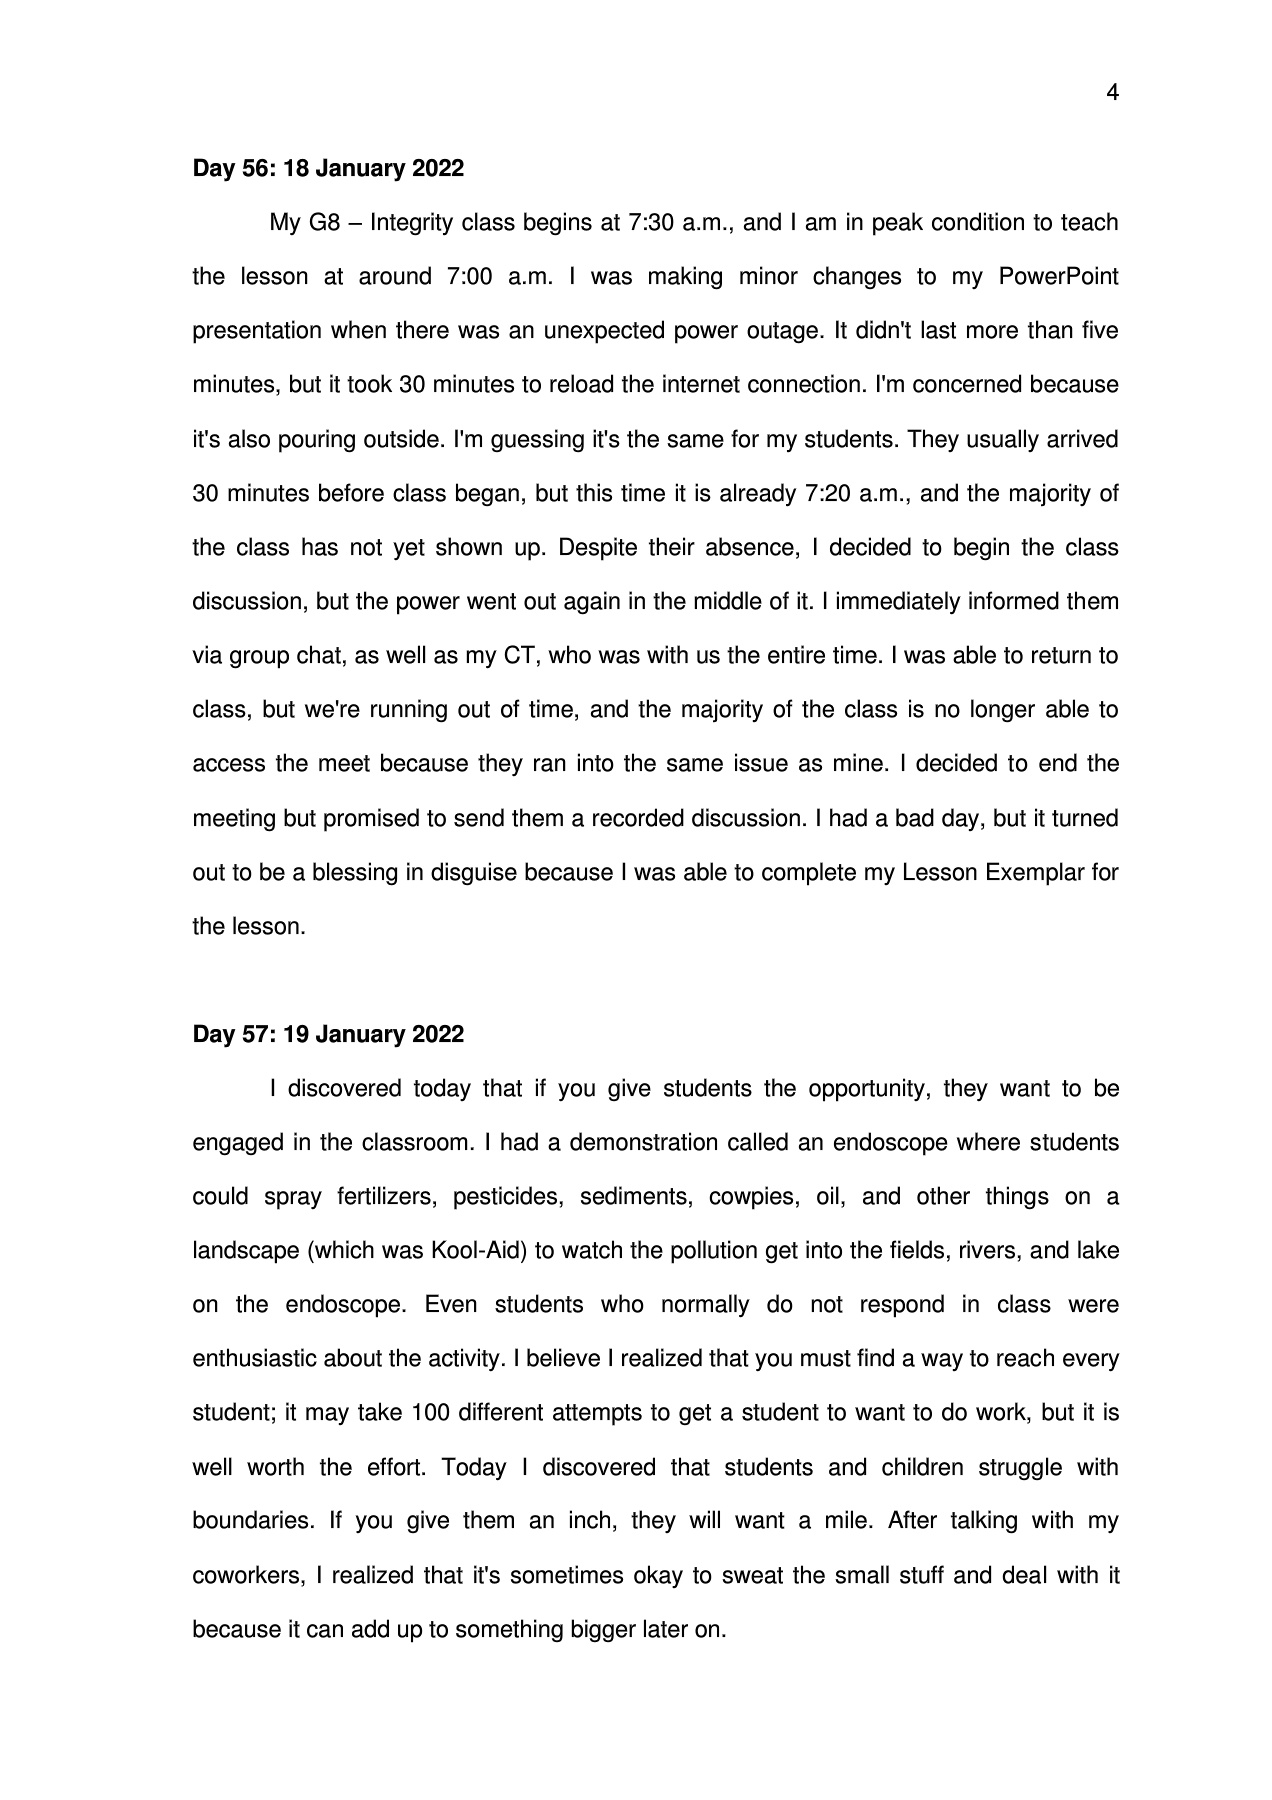 4
Day 56: 18 January 2022
My G8 – Integrity class begins at 7:30 a.m., and I am in peak condition to teach
the lesson at around 7:00 a.m. I was making minor changes to my PowerPoint
presentation when there was an unexpected power outage. It didn't last more than five
minutes, but it took 30 minutes to reload the internet connection. I'm concerned because
it's also pouring outside. I'm guessing it's the same for my students. They usually arrived
30 minutes before class began, but this time it is already 7:20 a.m., and the majority of
the class has not yet shown up. Despite their absence, I decided to begin the class
discussion, but the power went out again in the middle of it. I immediately informed them
via group chat, as well as my CT, who was with us the entire time. I was able to return to
class, but we're running out of time, and the majority of the class is no longer able to
access the meet because they ran into the same issue as mine. I decided to end the
meeting but promised to send them a recorded discussion. I had a bad day, but it turned
out to be a blessing in disguise because I was able to complete my Lesson Exemplar for
the lesson.
Day 57: 19 January 2022
I discovered today that if you give students the opportunity, they want to be
engaged in the classroom. I had a demonstration called an endoscope where students
could spray fertilizers, pesticides, sediments, cowpies, oil, and other things on a
landscape (which was Kool-Aid) to watch the pollution get into the fields, rivers, and lake
on the endoscope. Even students who normally do not respond in class were
enthusiastic about the activity. I believe I realized that you must find a way to reach every
student; it may take 100 different attempts to get a student to want to do work, but it is
well worth the effort. Today I discovered that students and children struggle with
boundaries. If you give them an inch, they will want a mile. After talking with my
coworkers, I realized that it's sometimes okay to sweat the small stuff and deal with it
because it can add up to something bigger later on.